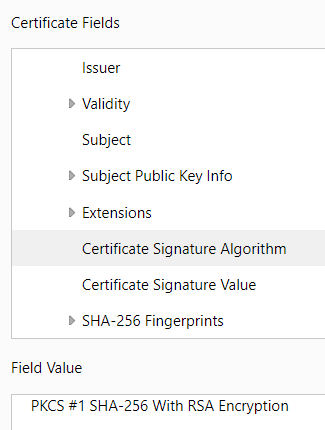 Certificate Fields
Issuer
Validity
Subject
Subject Public Key Info
Extensions
Certificate Signature Algorithm
Certificate Signature Value
SHA-256 Fingerprints
Field Value
PKCS #1 SHA-256 With RSA Encryption